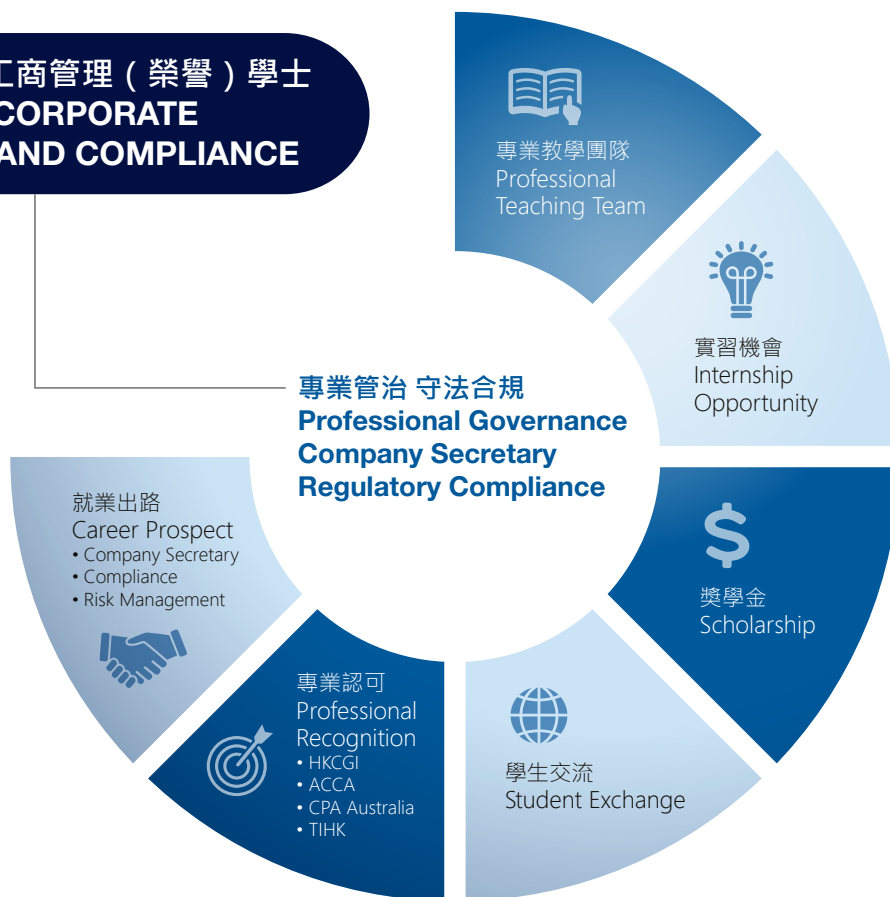 工商管理（榮譽）學士
CORPORATE
AND COMPLIANCE
專業教學團隊
Professional
Teaching Team
實習機會
Internship
Opportunity
專業管治 守法合規
Professional Governance
Company Secretary
Regulatory Compliance
獎學金
Scholarship
學生交流
Student Exchange
專業認可
Professional
Recognition
• HKCGI
• ACCA
• CPA Australia
• TIHK
就業出路
Career Prospect
• Company Secretary
• Compliance
• Risk Management